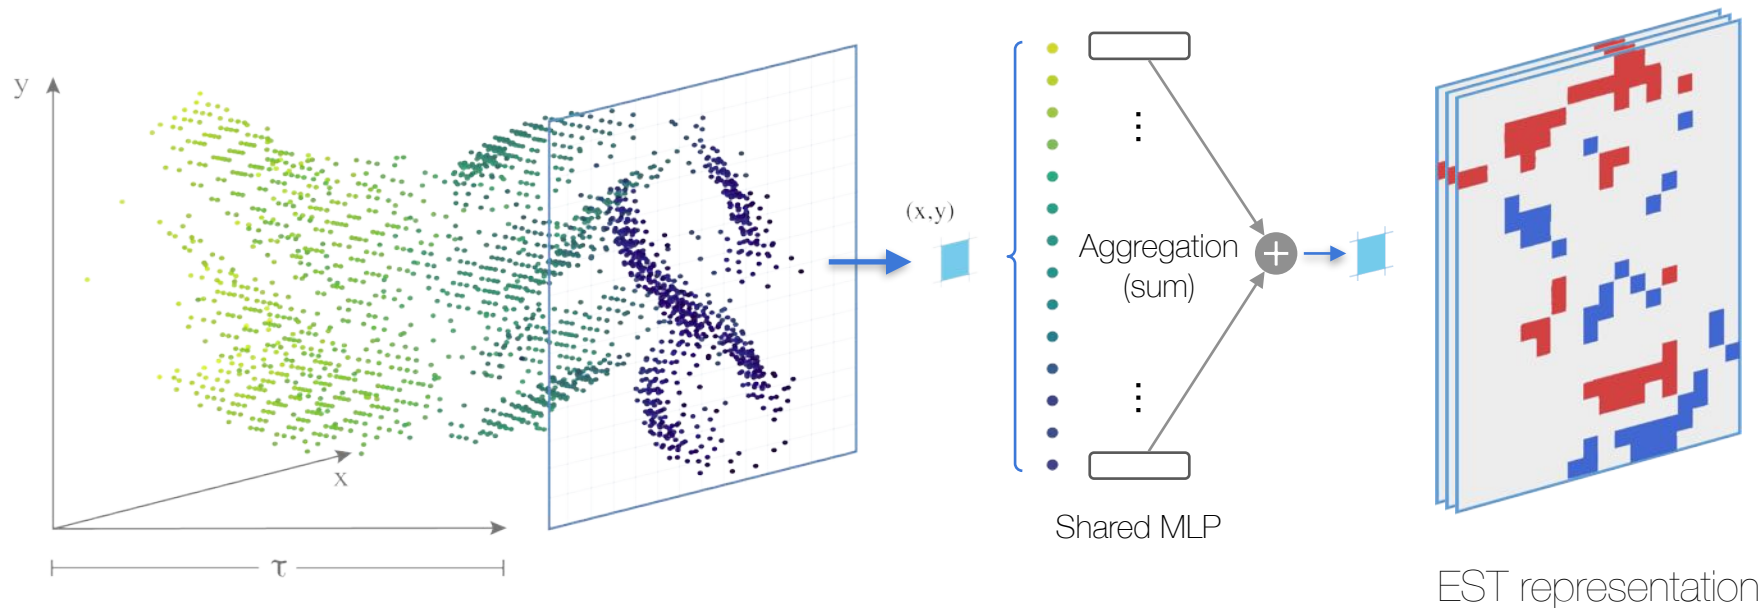 y
x
τ
(x,y)
Aggregation
(sum)
Shared MLP
EST representation